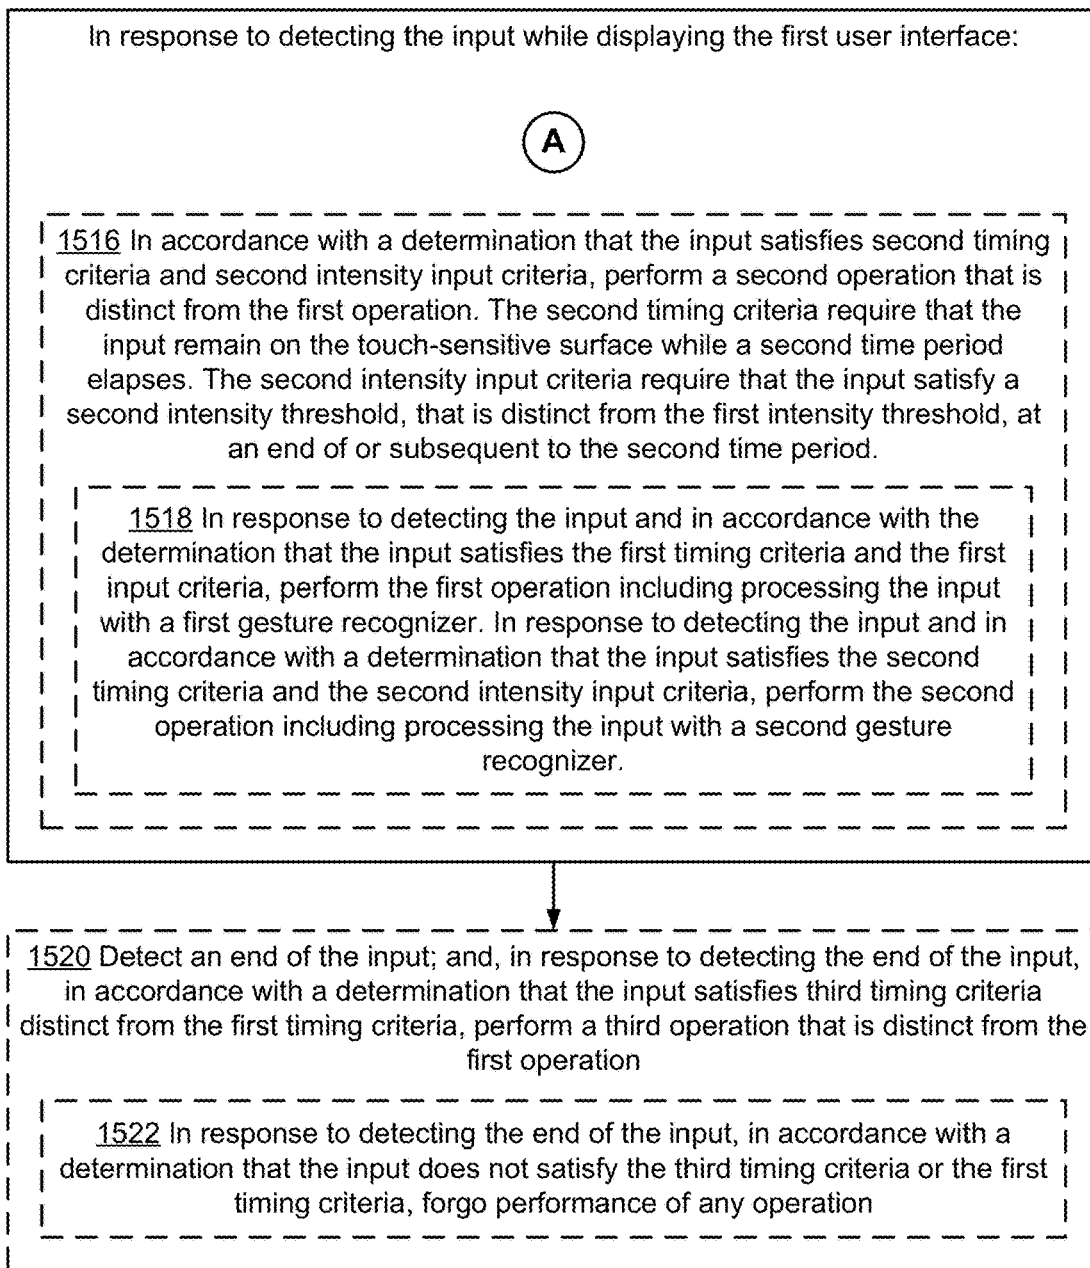 In response to detecting the input while displaying the first user interface:
A
1516 In accordance with a determination that the input satisfies second timing
criteria and second intensity input criteria, perform a second operation that is
distinct from the first operation. The second timing criteria require that the
input remain on the touch-sensitive surface while a second time period
elapses. The second intensity input criteria require that the input satisfy a
second intensity threshold, that is distinct from the first intensity threshold, at
an end of or subsequent to the second time period.
1518 In response to detecting the input and in accordance with the
determination that the input satisfies the first timing criteria and the first
input criteria, perform the first operation including processing the input
with a first gesture recognizer. In response to detecting the input and in
accordance with a determination that the input satisfies the second
timing criteria and the second intensity input criteria, perform the second
operation including processing the input with a second gesture
recognizer.
1520 Detect an end of the input; and, in response to detecting the end of the input,
in accordance with a determination that the input satisfies third timing criteria
distinct from the first timing criteria, perform a third operation that is distinct from the
first operation
1522 In response to detecting the end of the input, in accordance with a
determination that the input does not satisfy the third timing criteria or the first
timing criteria, forgo performance of any operation